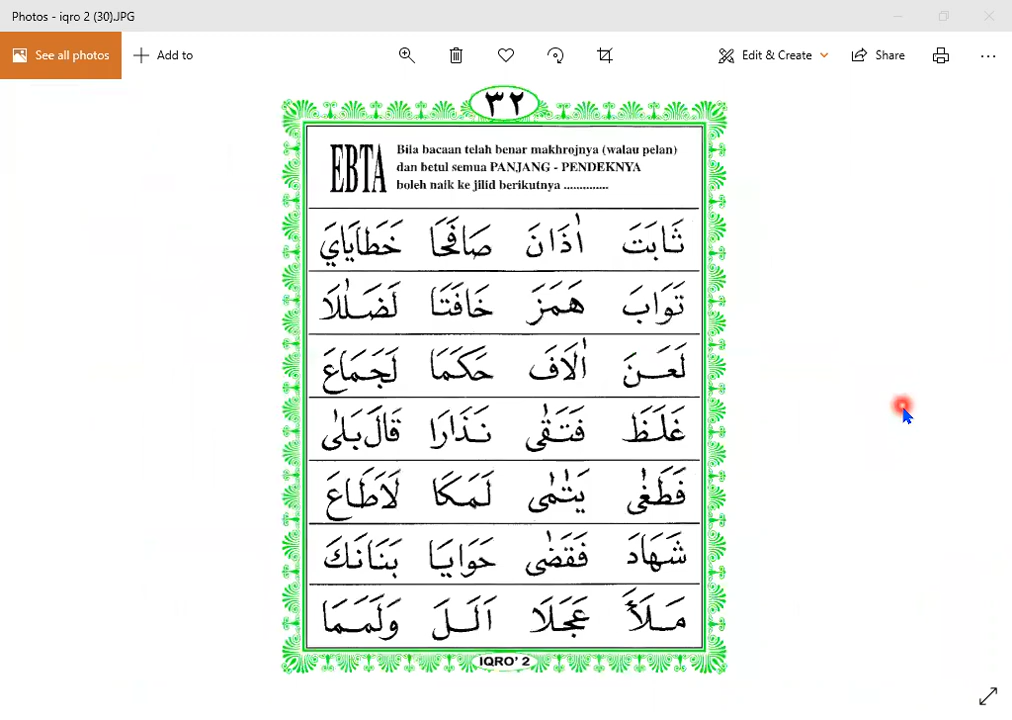 Photos - iqro 2 (30).JPG
See all photos
Add to
Edit & Create
Share
٣٢
EBTA
Bila bacaan telah benar makhrojnya (walau pelan)
dan betul semua PANJANG - PENDEKNYA
boleh naik ke jilid berikutnya ..............
ثَابَتَ اٰذَانَ صَافَحَا خَطَايَايَ
تَوَابَ هَمَزَ خَافَتَا لَضَلٰلَا
لَعَنَ اٰلَافَ حَكَمَا لَجَمَاعَ
غَلَظَ فَتَقٰى نَذَارَا قَالَ بَلٰى
فَطَغٰى يَتٰمٰى لَمَكَا لَاطَاعَ
شَهَادَ فَقَضٰى حَوَايَا بَنَانَكَ
مَلَأَ عَجَلَا اَلَلَ وَلَمَمَا
IQRO' 2